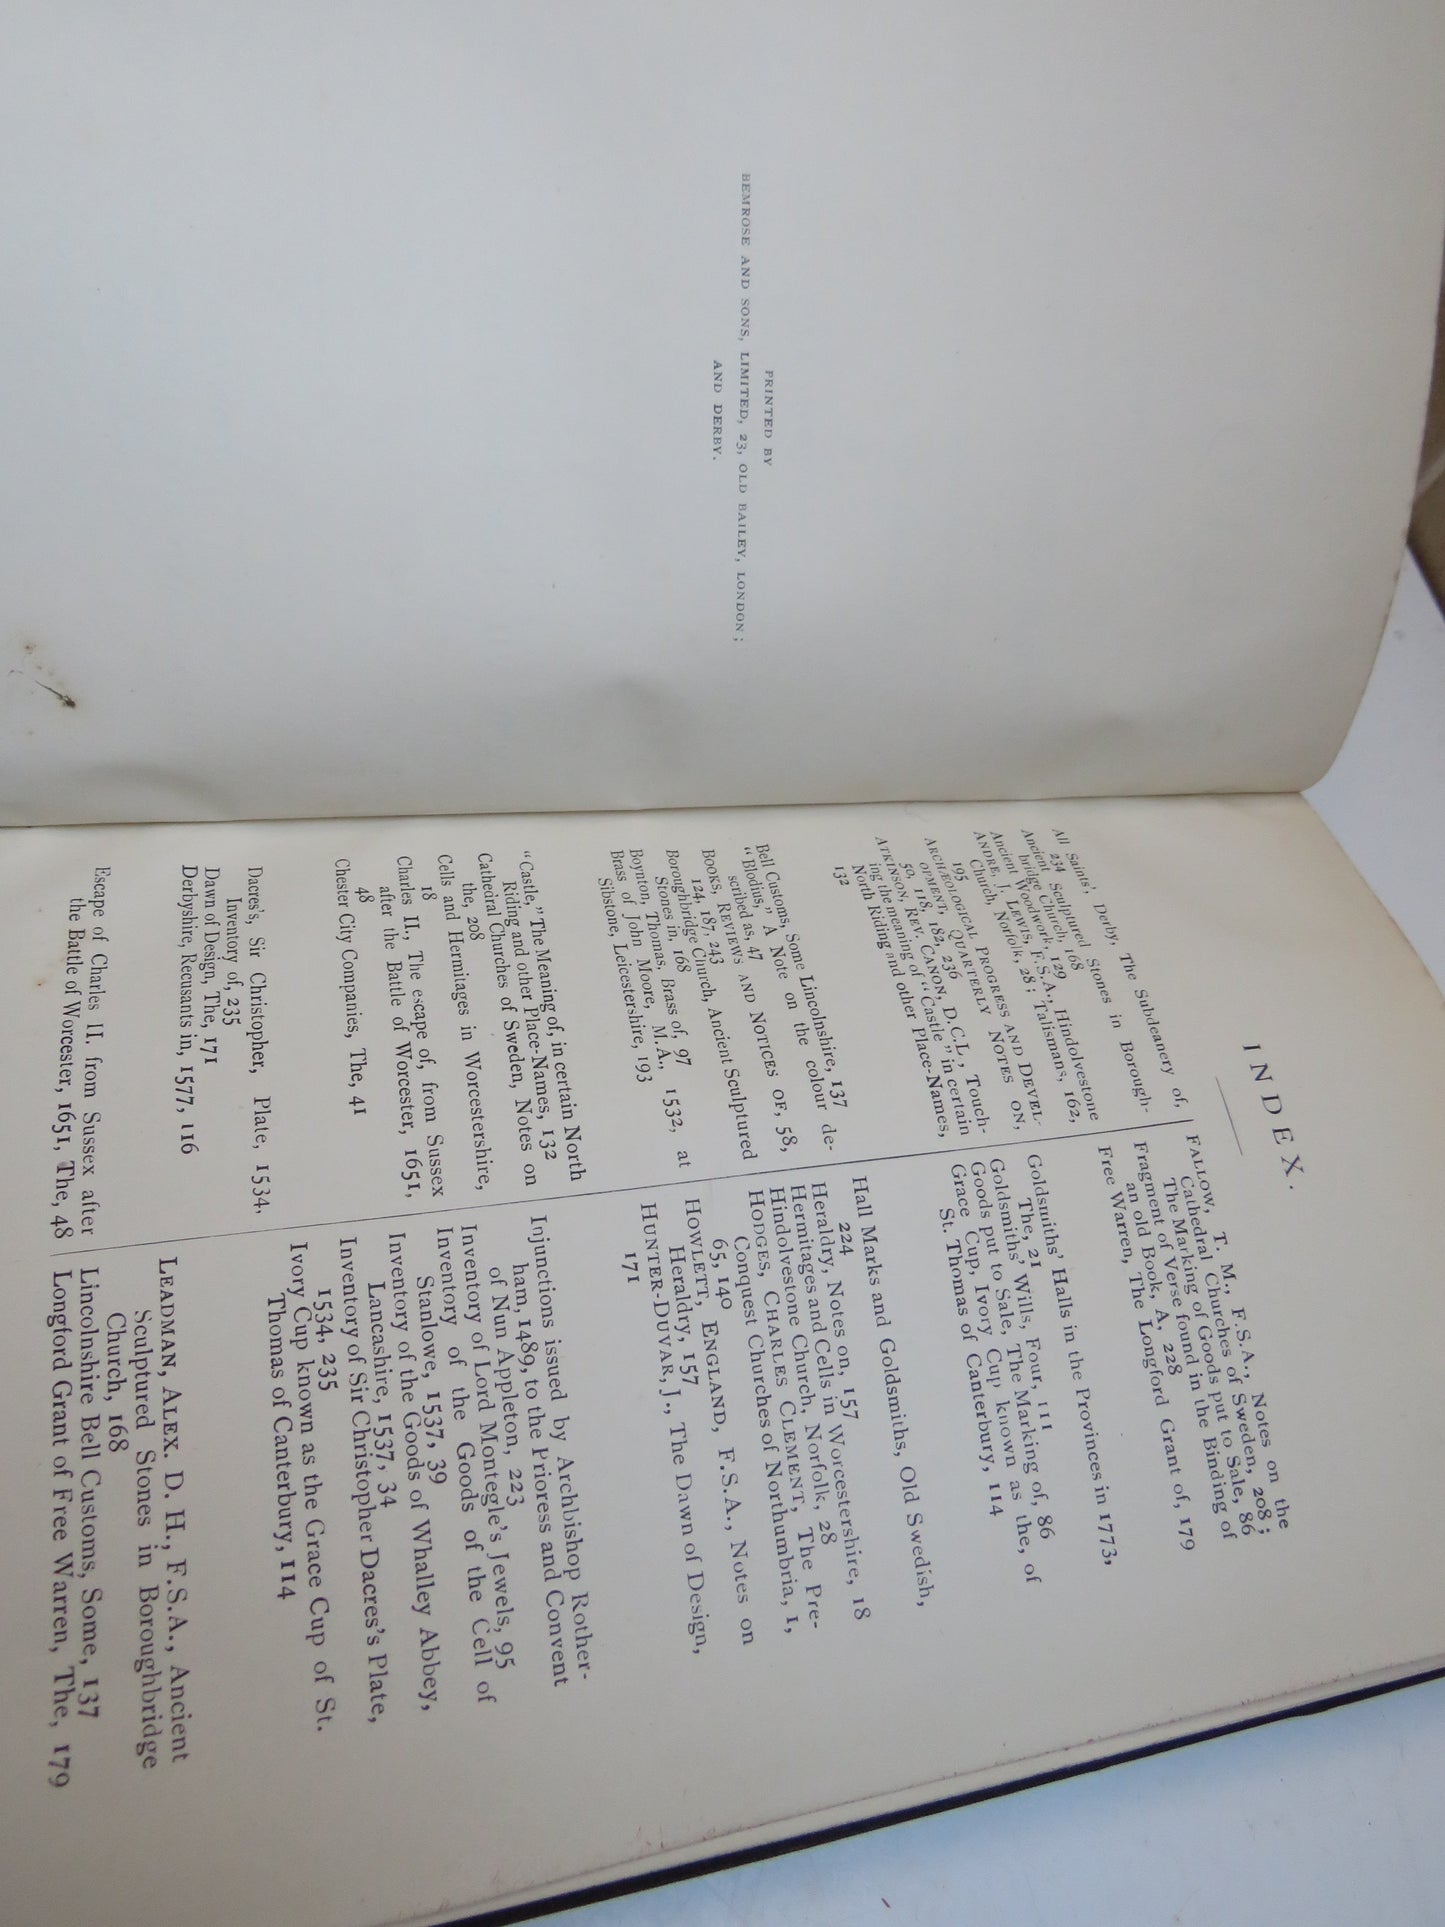 PRINTED BY
BEMROSE AND SONS, LIMITED, 23, OLD BAILEY, LONDON;
AND DERBY.
INDEX.
All Saints', Derby, The Subdeanery of,
234
Ancient Sculptured Stones in Borough-
bridge Church, 168
Ancient Woodwork, 129
ANDRE, J. LEWIS, F.S.A., Hindolvestone
Church, Norfolk, 28; Talismans, 162,
195
ARCHÆOLOGICAL PROGRESS AND DEVEL-
OPMENT, QUARTERLY NOTES ON,
50, 118, 182, 236
ATKINSON, REV. CANON, D.C.L., Touch-
ing the meaning of "Castle" in certain
North Riding and other Place-Names,
132
Bell Customs, Some Lincolnshire, 137
"Blodius," A Note on the colour de-
scribed as, 47
BOOKS, REVIEWS AND NOTICES OF, 58,
124, 187, 243
Boroughbridge Church, Ancient Sculptured
Stones in, 168
Boynton, Thomas, Brass of, 97
Brass of John Moore, M.A., 1532, at
Sibstone, Leicestershire, 193
"Castle," The Meaning of, in certain North
Riding and other Place-Names, 132
Cathedral Churches of Sweden, Notes on
the, 208
Cells and Hermitages in Worcestershire,
18
Charles II., The escape of, from Sussex
after the Battle of Worcester, 1651,
48
Chester City Companies, The, 41
Dacres's, Sir Christopher, Plate, 1534,
Inventory of, 235
Dawn of Design, The, 171
Derbyshire, Recusants in, 1577, 116
Escape of Charles II. from Sussex after
the Battle of Worcester, 1651, The, 48
FALLOW, T. M., F.S.A., Notes on the
Cathedral Churches of Sweden, 208;
The Marking of Goods put to Sale, 86
Fragment of Verse found in the Binding of
an old Book, A, 228
Free Warren, The Longford Grant of, 179
Goldsmiths' Halls in the Provinces in 1773,
The, 21
Goldsmiths' Wills, Four, 111
Goods put to Sale, The Marking of, 86
Grace Cup, Ivory Cup known as the, of
St. Thomas of Canterbury, 114
Hall Marks and Goldsmiths, Old Swedish,
224
Heraldry, Notes on, 157
Hermitages and Cells in Worcestershire, 18
Hindolvestone Church, Norfolk, 28
HODGES, CHARLES CLEMENT, The Pre-
Conquest Churches of Northumbria, 1,
65, 140
HOWLETT, ENGLAND, F.S.A., Notes on
Heraldry, 157
HUNTER-DUVAR, J., The Dawn of Design,
171
Injunctions issued by Archbishop Rother-
ham, 1489, to the Prioress and Convent
of Nun Appleton, 223
Inventory of Lord Montegle's Jewels, 95
Inventory of the Goods of the Cell of
Stanlowe, 1537, 39
Inventory of the Goods of Whalley Abbey,
Lancashire, 1537, 34
Inventory of Sir Christopher Dacres's Plate,
1534, 235
Ivory Cup known as the Grace Cup of St.
Thomas of Canterbury, 114
LEADMAN, ALEX. D. H., F.S.A., Ancient
Sculptured Stones in Boroughbridge
Church, 168
Lincolnshire Bell Customs, Some, 137
Longford Grant of Free Warren, The, 179